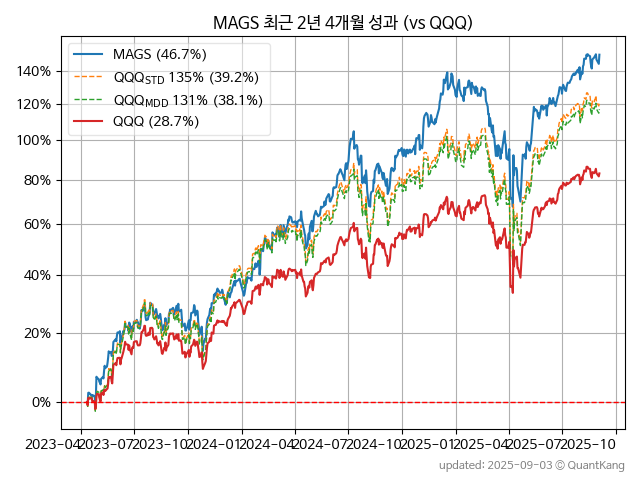 MAGS 최근 2년 4개월 성과 (vs QQQ)
MAGS (46.7%)
QQQSTD 135% (39.2%)
QQQMDD 131% (38.1%)
QQQ (28.7%)
140%
120%
100%
80%
60%
40%
20%
0%
2023-04 2023-07 2023-10 2024-01 2024-04 2024-07 2024-10 2025-01 2025-04 2025-07 2025-10
updated: 2025-09-03 © QuantKang